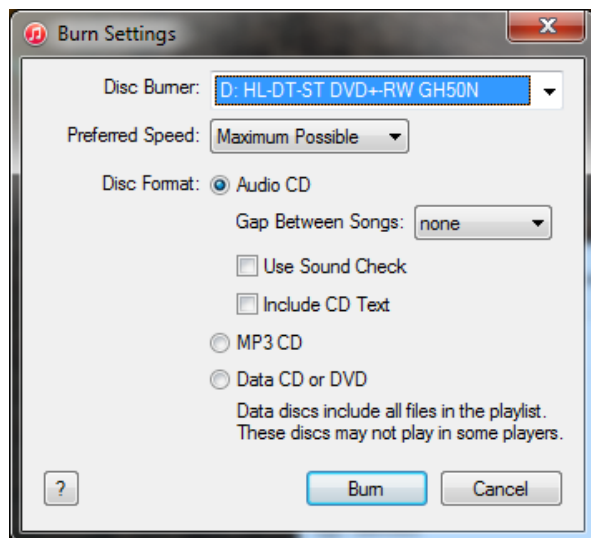 Burn Settings
Disc Burner: D: HL-DT-ST DVD+-RW GH50N
Preferred Speed: Maximum Possible
Disc Format: Audio CD
Gap Between Songs: none
Use Sound Check
Include CD Text
MP3 CD
Data CD or DVD
Data discs include all files in the playlist.
These discs may not play in some players.
? Burn Cancel